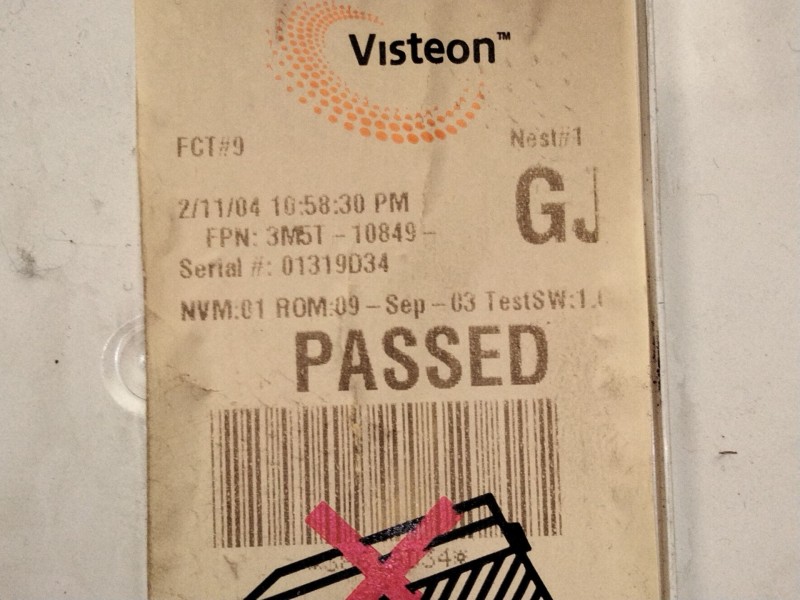 Visteon™
FCT#9 Nest#1
2/11/04 10:58:30 PM GJ
FPN: 3M5T-10849-
Serial #: 01319D34
NVM:01 ROM:09-Sep-03 TestSW:1.
PASSED